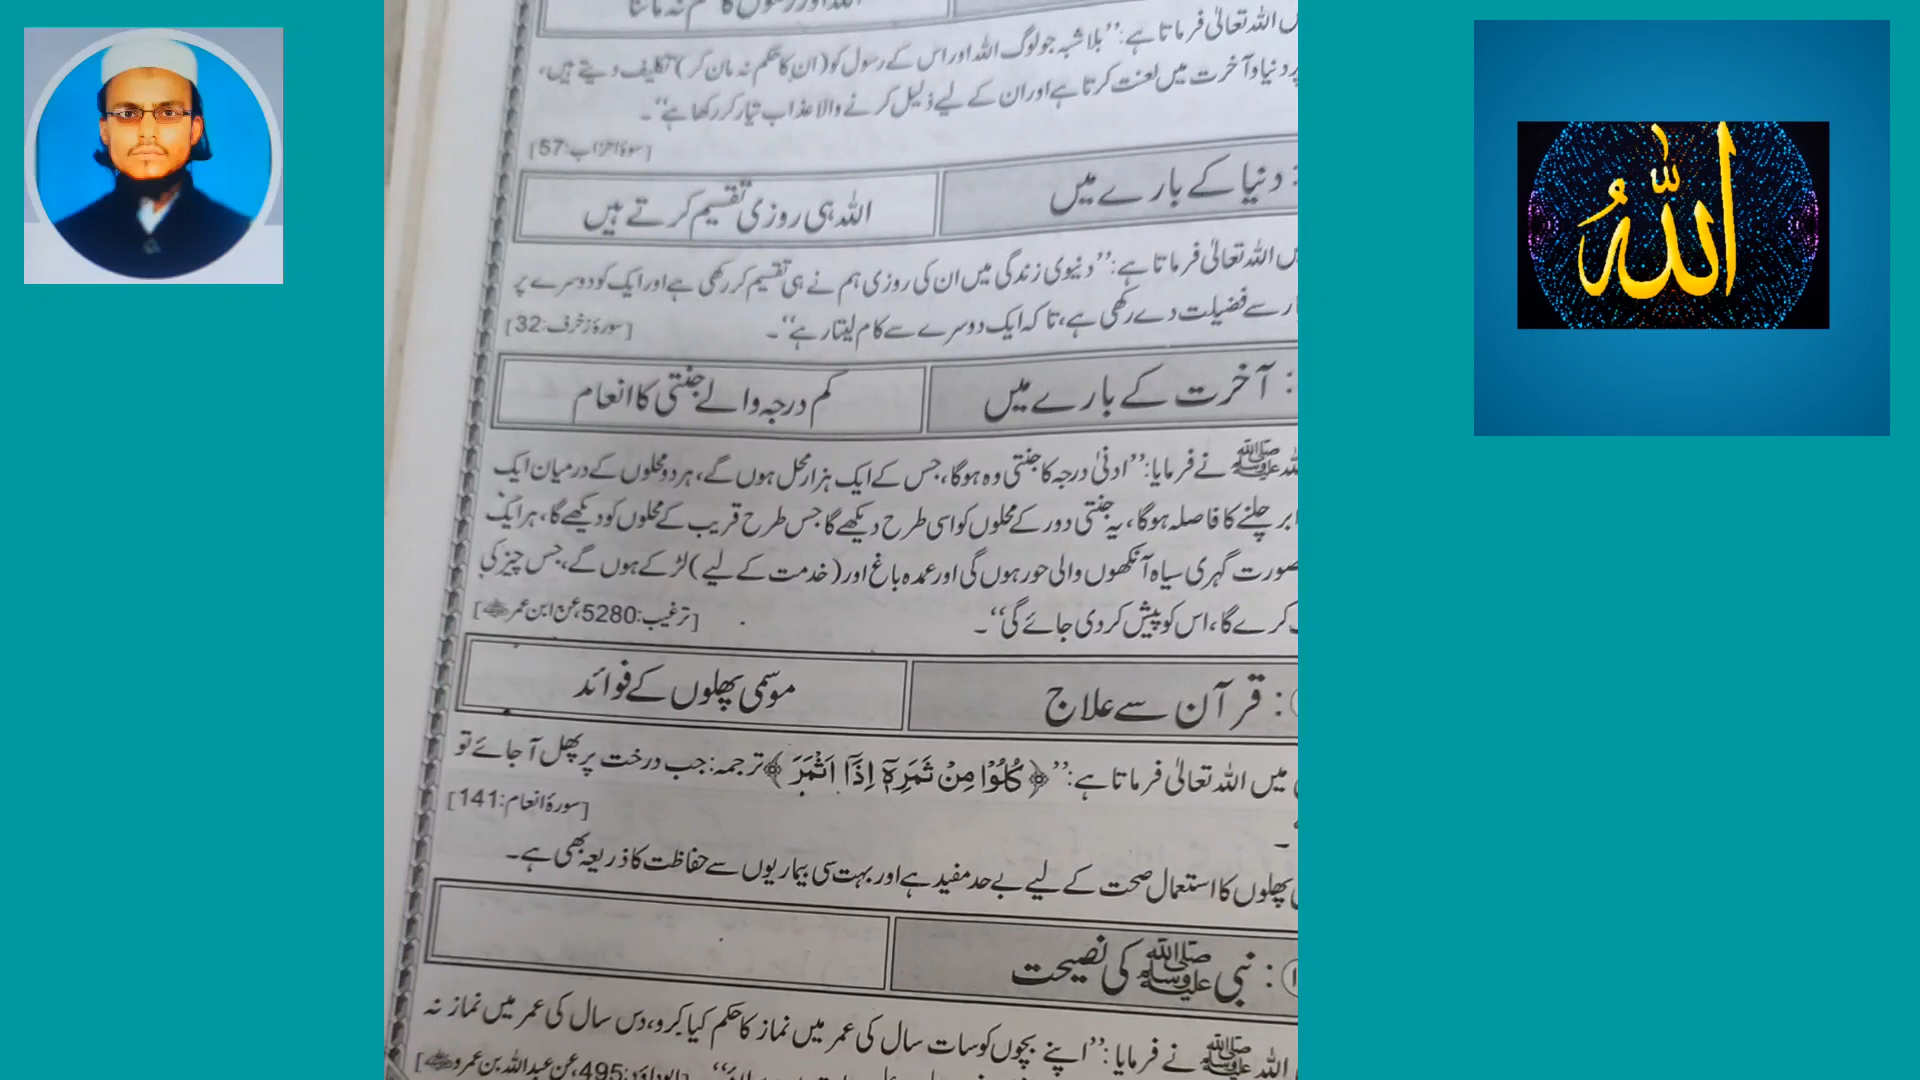 اللہ تعالیٰ فرماتا ہے: ’’بلاشبہ جو لوگ اللہ اور اس کے رسول کو (ان کا حکم نہ مان کر) تکلیف دیتے ہیں،
دنیا و آخرت میں لعنت کرتا ہے اور ان کے لیے ذلیل کرنے والا عذاب تیار کر رکھا ہے‘‘۔
[سورۂ احزاب: 57]
: دنیا کے بارے میں
اللہ ہی روزی تقسیم کرتے ہیں
اللہ تعالیٰ فرماتا ہے: ’’دنیوی زندگی میں ان کی روزی ہم نے ہی تقسیم کر رکھی ہے اور ایک کو دوسرے پر
سے فضیلت دے رکھی ہے، تاکہ ایک دوسرے سے کام لیتا رہے‘‘۔ [سورۂ زخرف: 32]
: آخرت کے بارے میں
کم درجہ والے جنتی کا انعام
ﷺ نے فرمایا: ’’ادنیٰ درجہ کا جنتی وہ ہوگا، جس کے ایک ہزار محل ہوں گے، ہر دو محلوں کے درمیان ایک
چلنے کا فاصلہ ہوگا، یہ جنتی دور کے محلوں کو اسی طرح دیکھے گا جس طرح قریب کے محلوں کو دیکھے گا، ہر ایک
صورت گہری سیاہ آنکھوں والی حور ہوں گی اور عمدہ باغ اور (خدمت کے لیے) لڑکے ہوں گے، جس چیز کی
کرے گا، اس کو پیش کر دی جائے گی‘‘۔ [ترغیب: 5280، عن ابن عمر ؓ]
: قرآن سے علاج
موسمی پھلوں کے فوائد
میں اللہ تعالیٰ فرماتا ہے: ’’﴿كُلُوْا مِنْ ثَمَرِهٖٓ اِذَآ اَثْمَرَ﴾ ترجمہ: جب درخت پر پھل آ جائے تو
[سورۂ انعام: 141]
پھلوں کا استعمال صحت کے لیے بے حد مفید ہے اور بہت سی بیماریوں سے حفاظت کا ذریعہ بھی ہے۔
: نبی ﷺ کی نصیحت
اللہ ﷺ نے فرمایا: ’’اپنے بچوں کو سات سال کی عمر میں نماز کا حکم کیا کرو، دس سال کی عمر میں نماز نہ
[ابوداؤد: 495، عن عبداللہ بن عمرو ؓ]
اللهُ